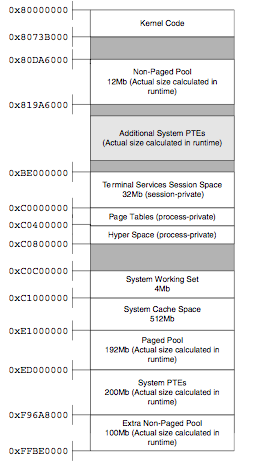 0x80000000
Kernel Code
0x8073B000
0x80DA6000
Non-Paged Pool
12Mb (Actual size calculated in
runtime)
0x819A6000
Additional System PTEs
(Actual size calculated in runtime)
0xBE000000
Terminal Services Session Space
32Mb (session-private)
0xC0000000
Page Tables (process-private)
0xC0400000
Hyper Space (process-private)
0xC0800000
0xC0C00000
System Working Set
4Mb
0xC1000000
System Cache Space
512Mb
0xE1000000
Paged Pool
192Mb (Actual size calculated in
runtime)
0xED000000
System PTEs
200Mb (Actual size calculated in
runtime)
0xF96A8000
Extra Non-Paged Pool
100Mb (Actual size calculated in
runtime)
0xFFBE0000